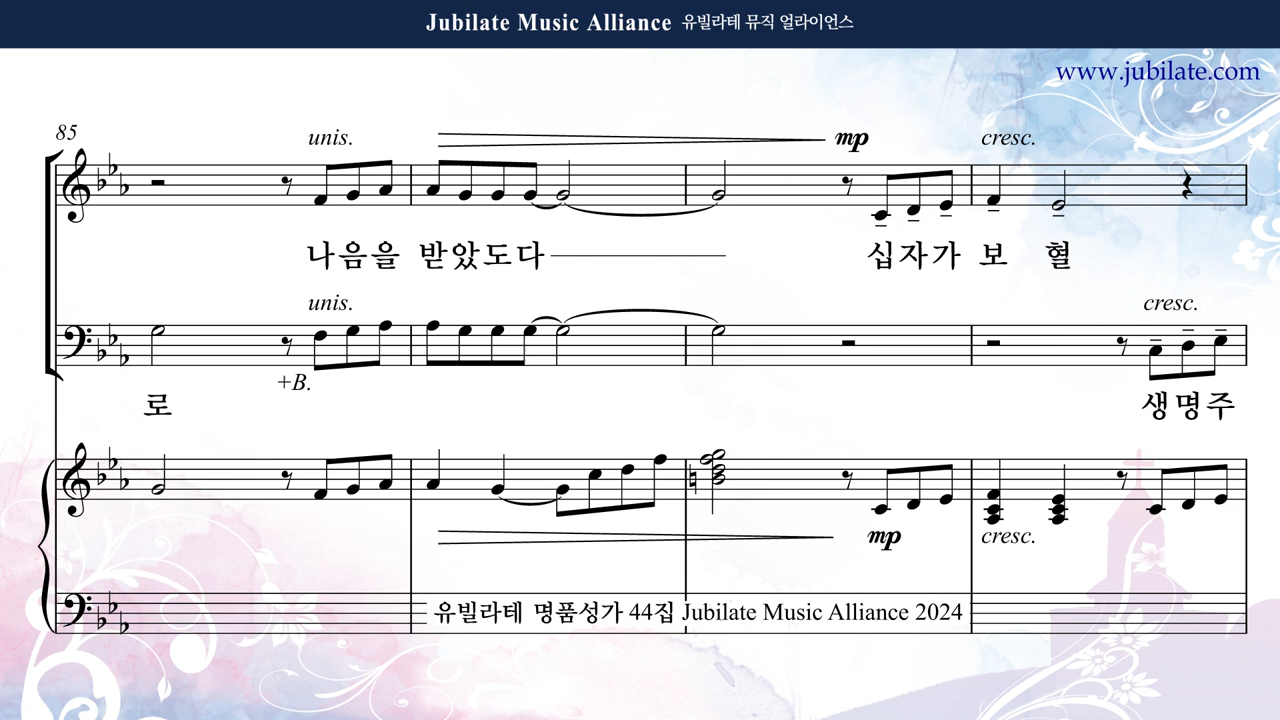 Jubilate Music Alliance 유빌라테 뮤직 얼라이언스
www.jubilate.com
85
unis.
mp
cresc.
나음을 받았도다 십자가 보 혈
unis.
cresc.
+B.
로 생명주
mp
cresc.
유빌라테 명품성가 44집 Jubilate Music Alliance 2024